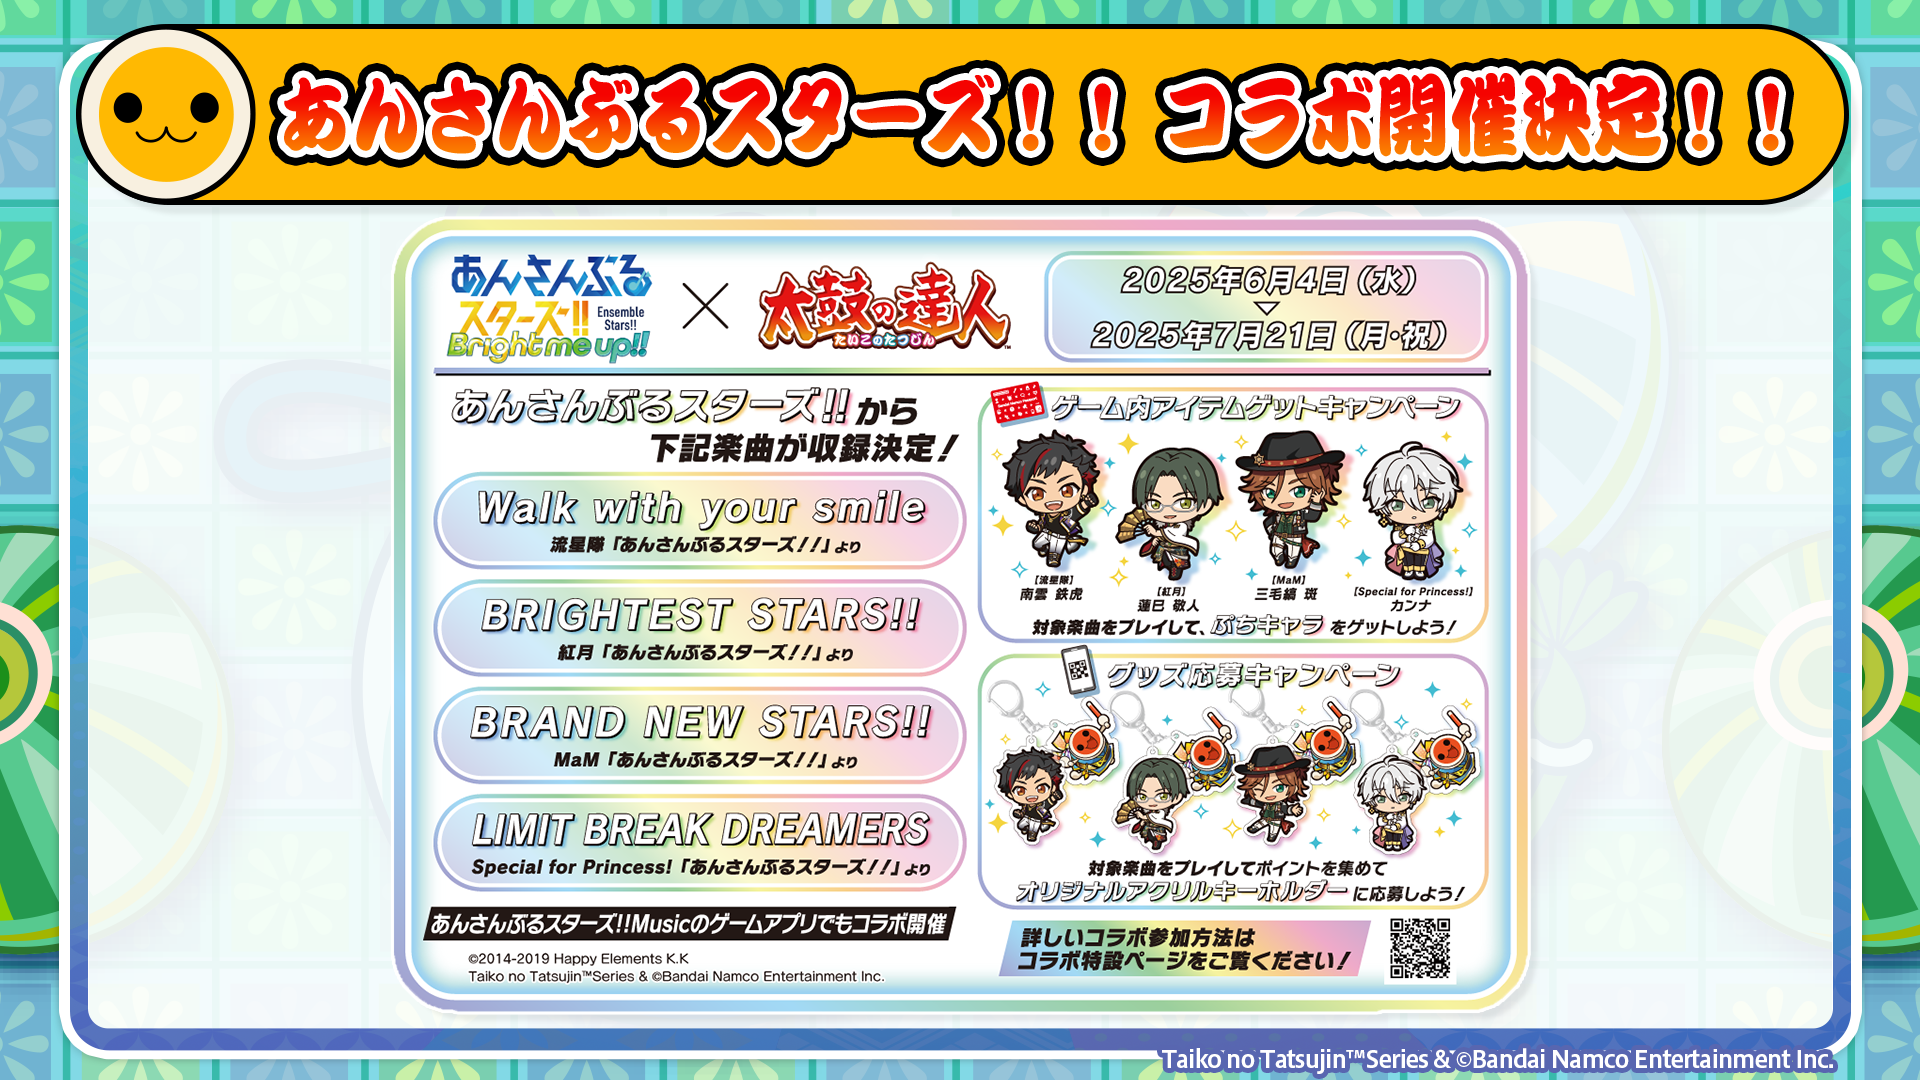 あんさんぶるスターズ！！ コラボ開催決定！！
あんさんぶる
スターズ!!
Ensemble
Stars!!
Bright me up!!
×
太鼓の達人
たいこのたつじん
™
2025年6月4日（水）
2025年7月21日（月・祝）
あんさんぶるスターズ!!から
下記楽曲が収録決定！
Walk with your smile
流星隊「あんさんぶるスターズ！！」より
BRIGHTEST STARS!!
紅月「あんさんぶるスターズ！！」より
BRAND NEW STARS!!
MaM「あんさんぶるスターズ！！」より
LIMIT BREAK DREAMERS
Special for Princess!「あんさんぶるスターズ！！」より
あんさんぶるスターズ!!Musicのゲームアプリでもコラボ開催
©2014-2019 Happy Elements K.K
Taiko no Tatsujin™Series & ©Bandai Namco Entertainment Inc.
ゲーム内アイテムゲットキャンペーン
【流星隊】
南雲 鉄虎
【紅月】
蓮巳 敬人
【MaM】
三毛縞 斑
【Special for Princess!】
カンナ
対象楽曲をプレイして、ぷちキャラ をゲットしよう！
グッズ応募キャンペーン
対象楽曲をプレイしてポイントを集めて
オリジナルアクリルキーホルダー に応募しよう！
詳しいコラボ参加方法は
コラボ特設ページをご覧ください！
Taiko no Tatsujin™Series & ©Bandai Namco Entertainment Inc.